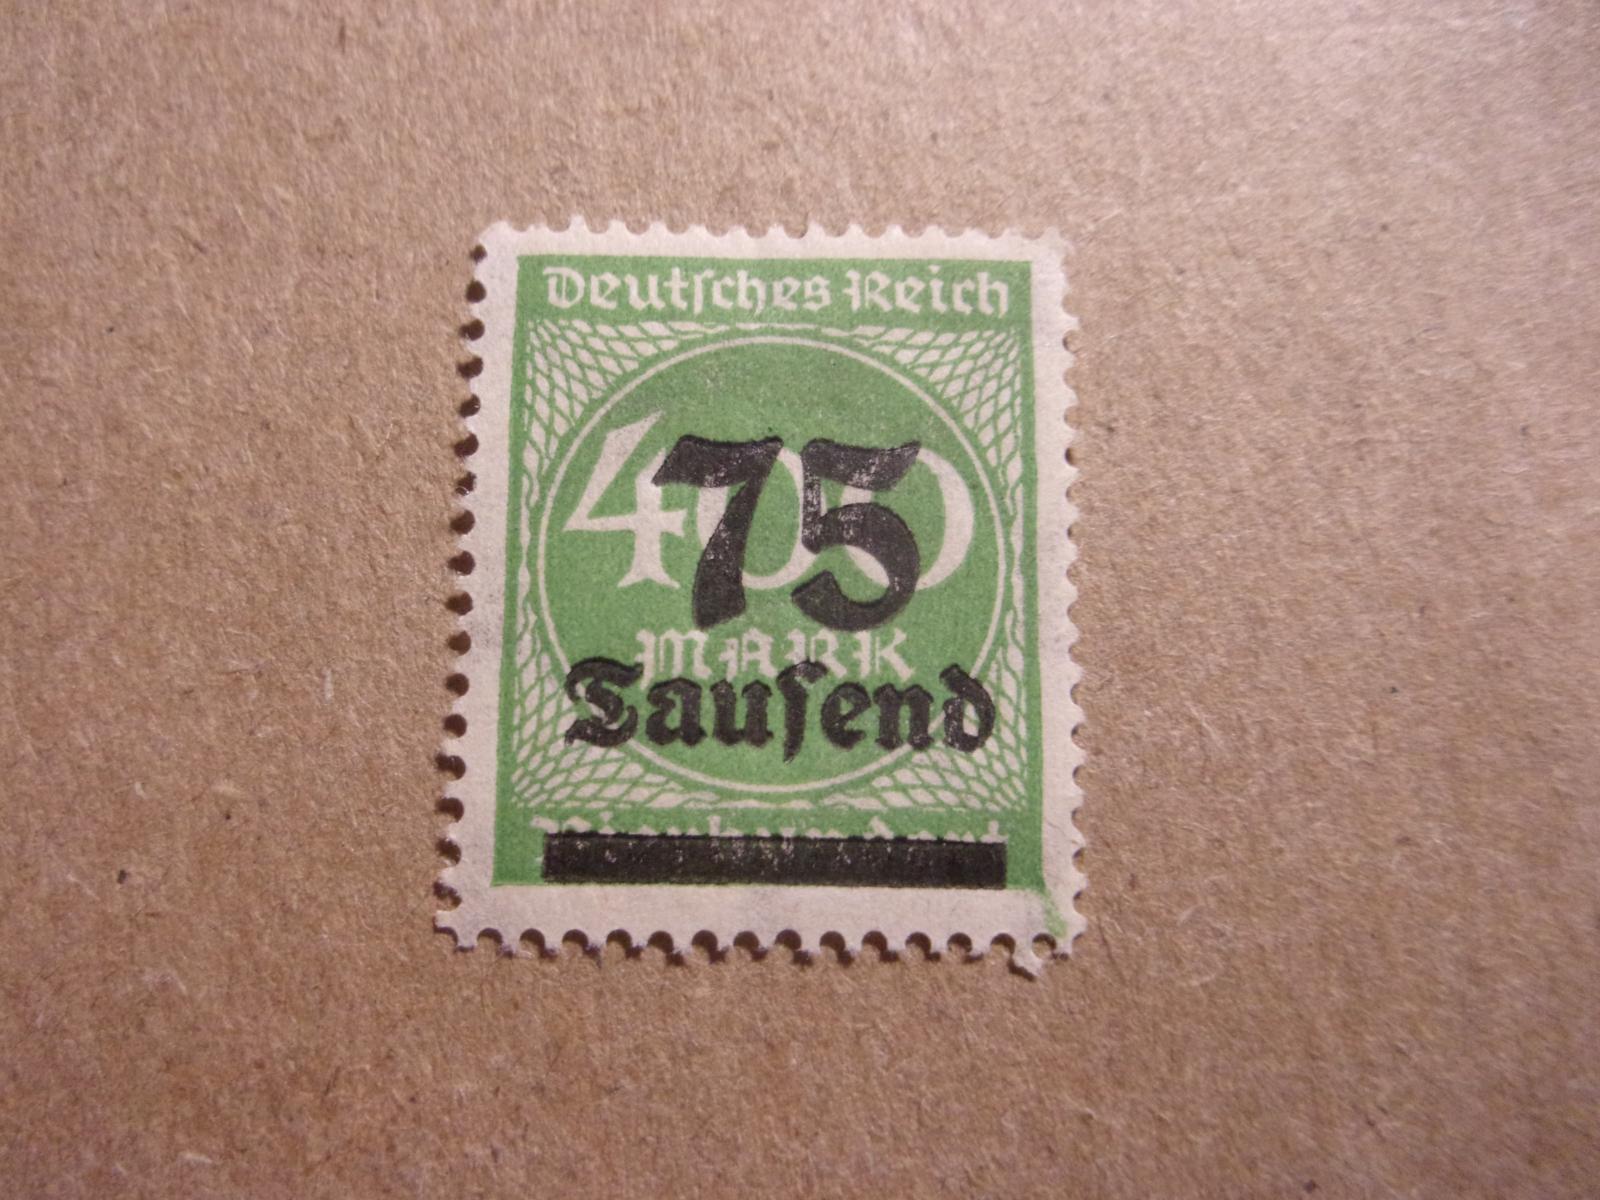 Deutſches Reich
400
75
MARK
Tauſend